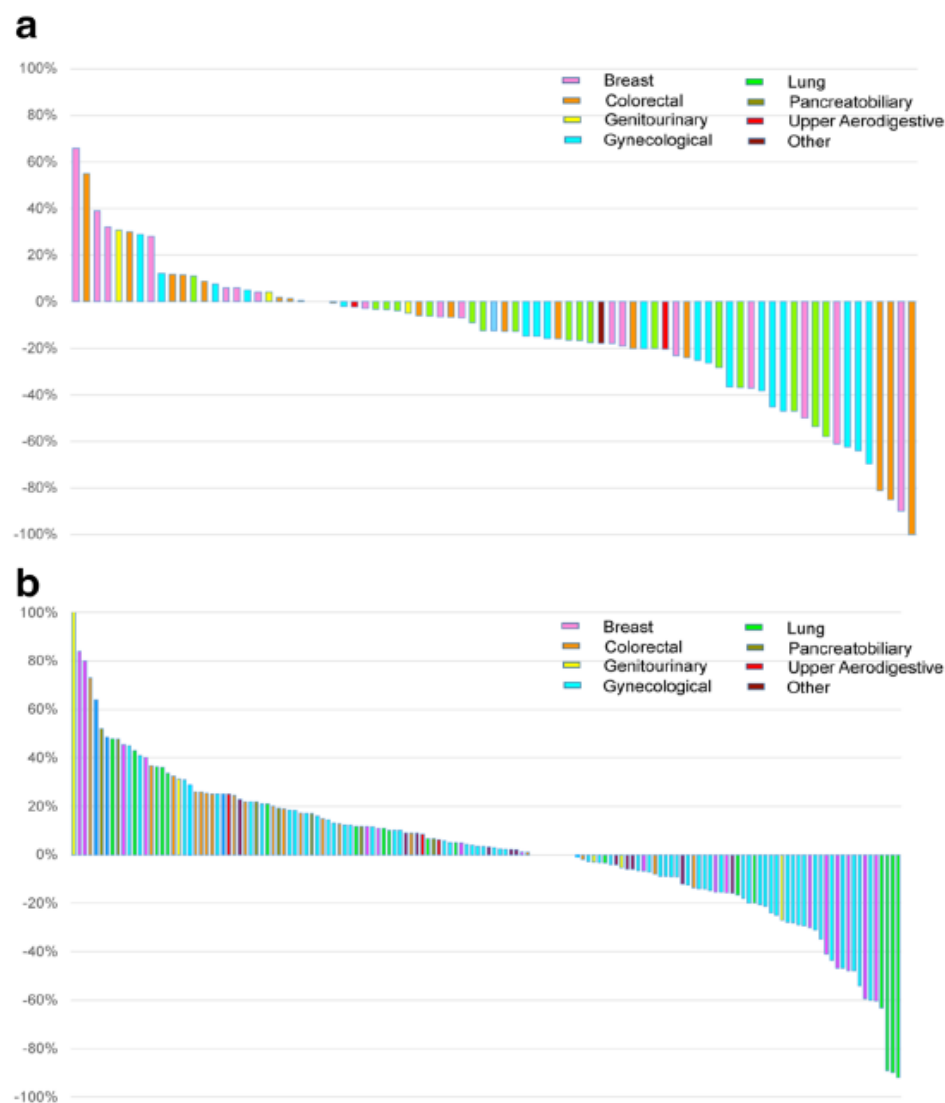 a
100%
80%
60%
40%
20%
0%
-20%
-40%
-60%
-80%
-100%
Breast
Colorectal
Genitourinary
Gynecological
Lung
Pancreatobiliary
Upper Aerodigestive
Other
b
100%
80%
60%
40%
20%
0%
-20%
-40%
-60%
-80%
-100%
Breast
Colorectal
Genitourinary
Gynecological
Lung
Pancreatobiliary
Upper Aerodigestive
Other